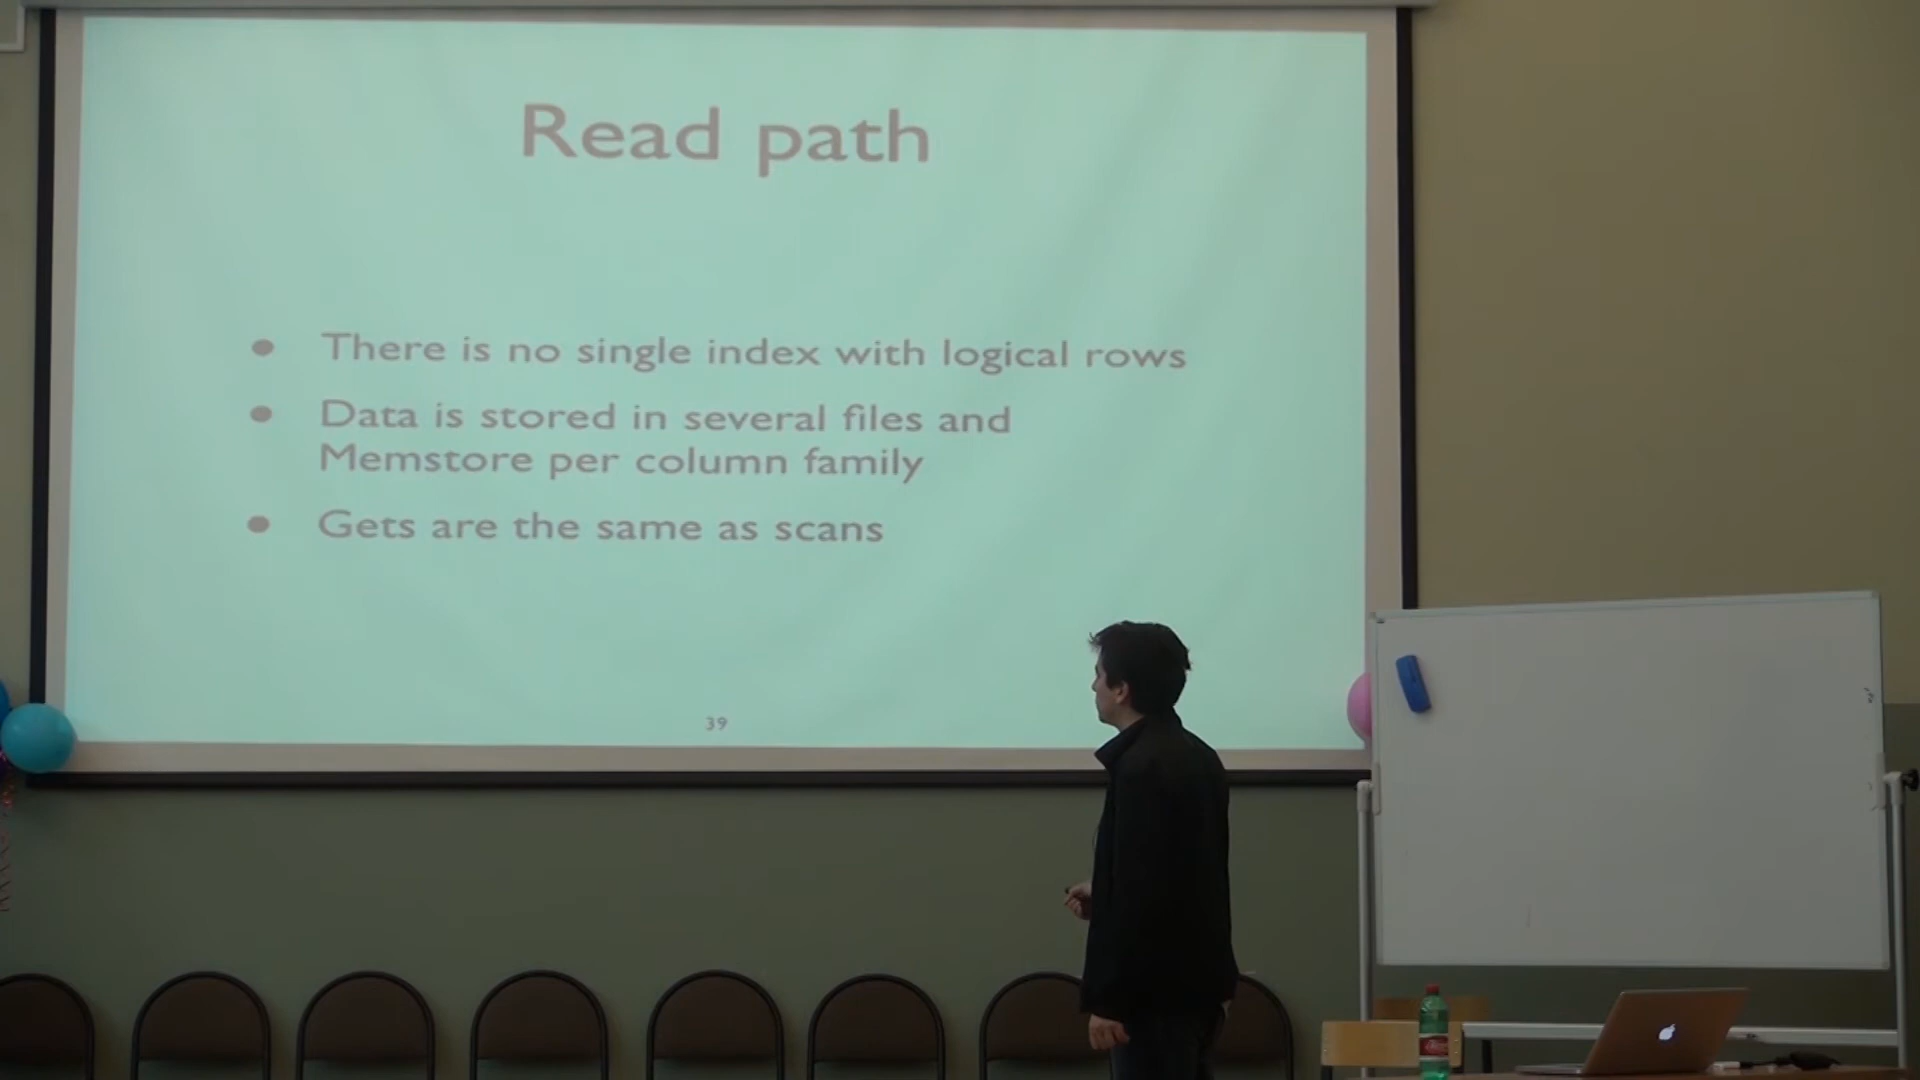 Read path
• There is no single index with logical rows
• Data is stored in several files and
Memstore per column family
• Gets are the same as scans
39